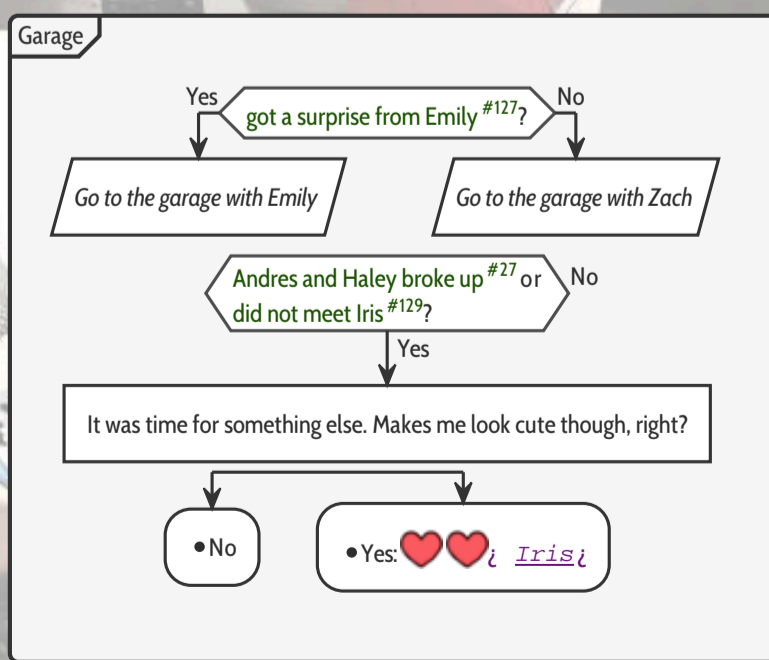 Garage
Yes
got a surprise from Emily #127?
No
Go to the garage with Emily
Go to the garage with Zach
Andres and Haley broke up #27 or
did not meet Iris #129?
No
Yes
It was time for something else. Makes me look cute though, right?
•No
•Yes: ¿ Iris¿